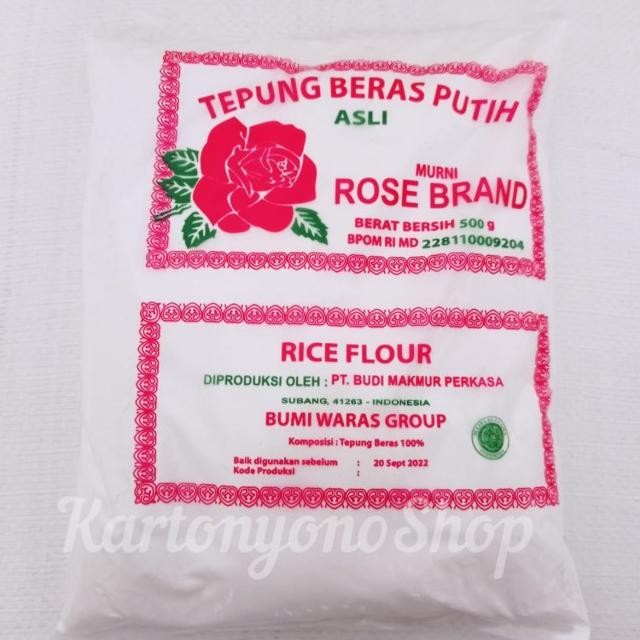 TEPUNG BERAS PUTIH
ASLI
MURNI
ROSE BRAND
BERAT BERSIH 500 g
BPOM RI MD 228110009204
RICE FLOUR
DIPRODUKSI OLEH : PT. BUDI MAKMUR PERKASA
SUBANG, 41263 - INDONESIA
BUMI WARAS GROUP
Komposisi : Tepung Beras 100%
Baik digunakan sebelum : 20 Sept 2022
Kode Produksi :
Kartonyono Shop